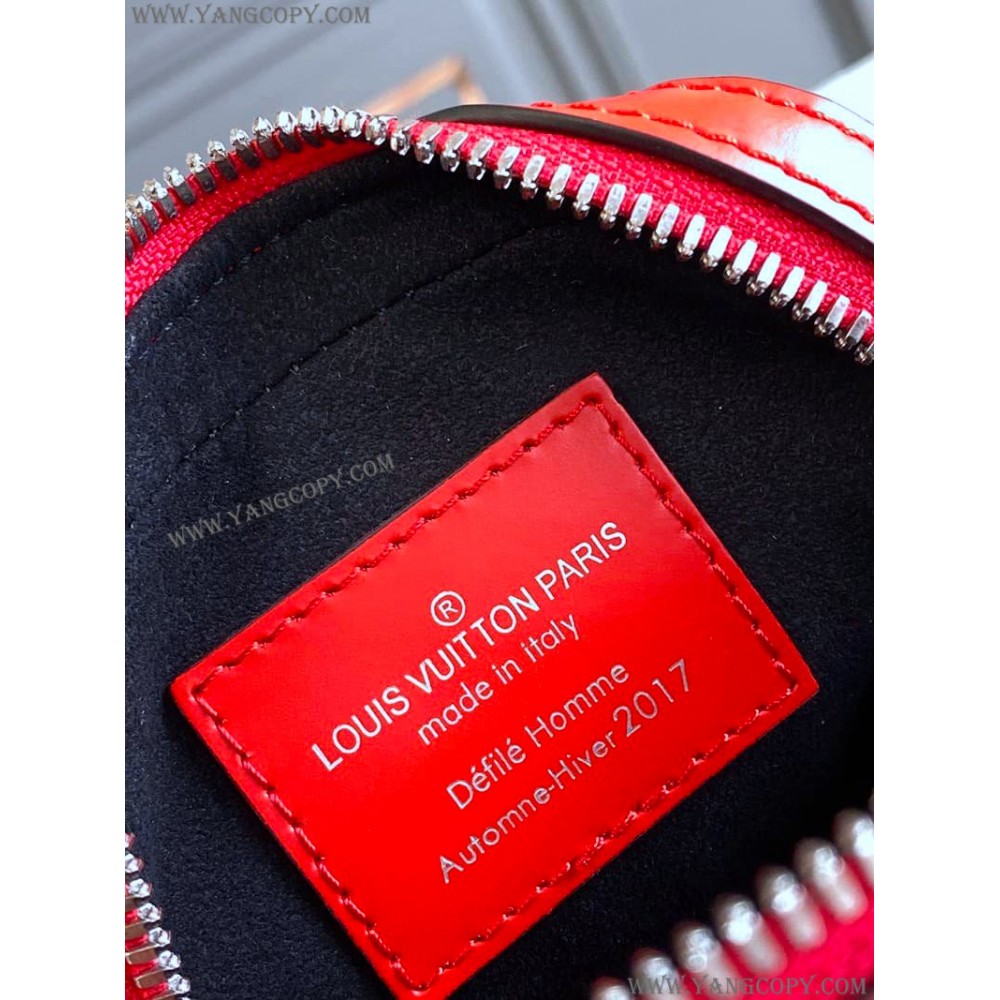 WWW.YANGCOPY.COM
WWW.YANGCOPY.COM
®
LOUIS VUITTON PARIS
made in italy
Défilé Homme
Automne-Hiver 2017
WWW.YANGCOPY.COM